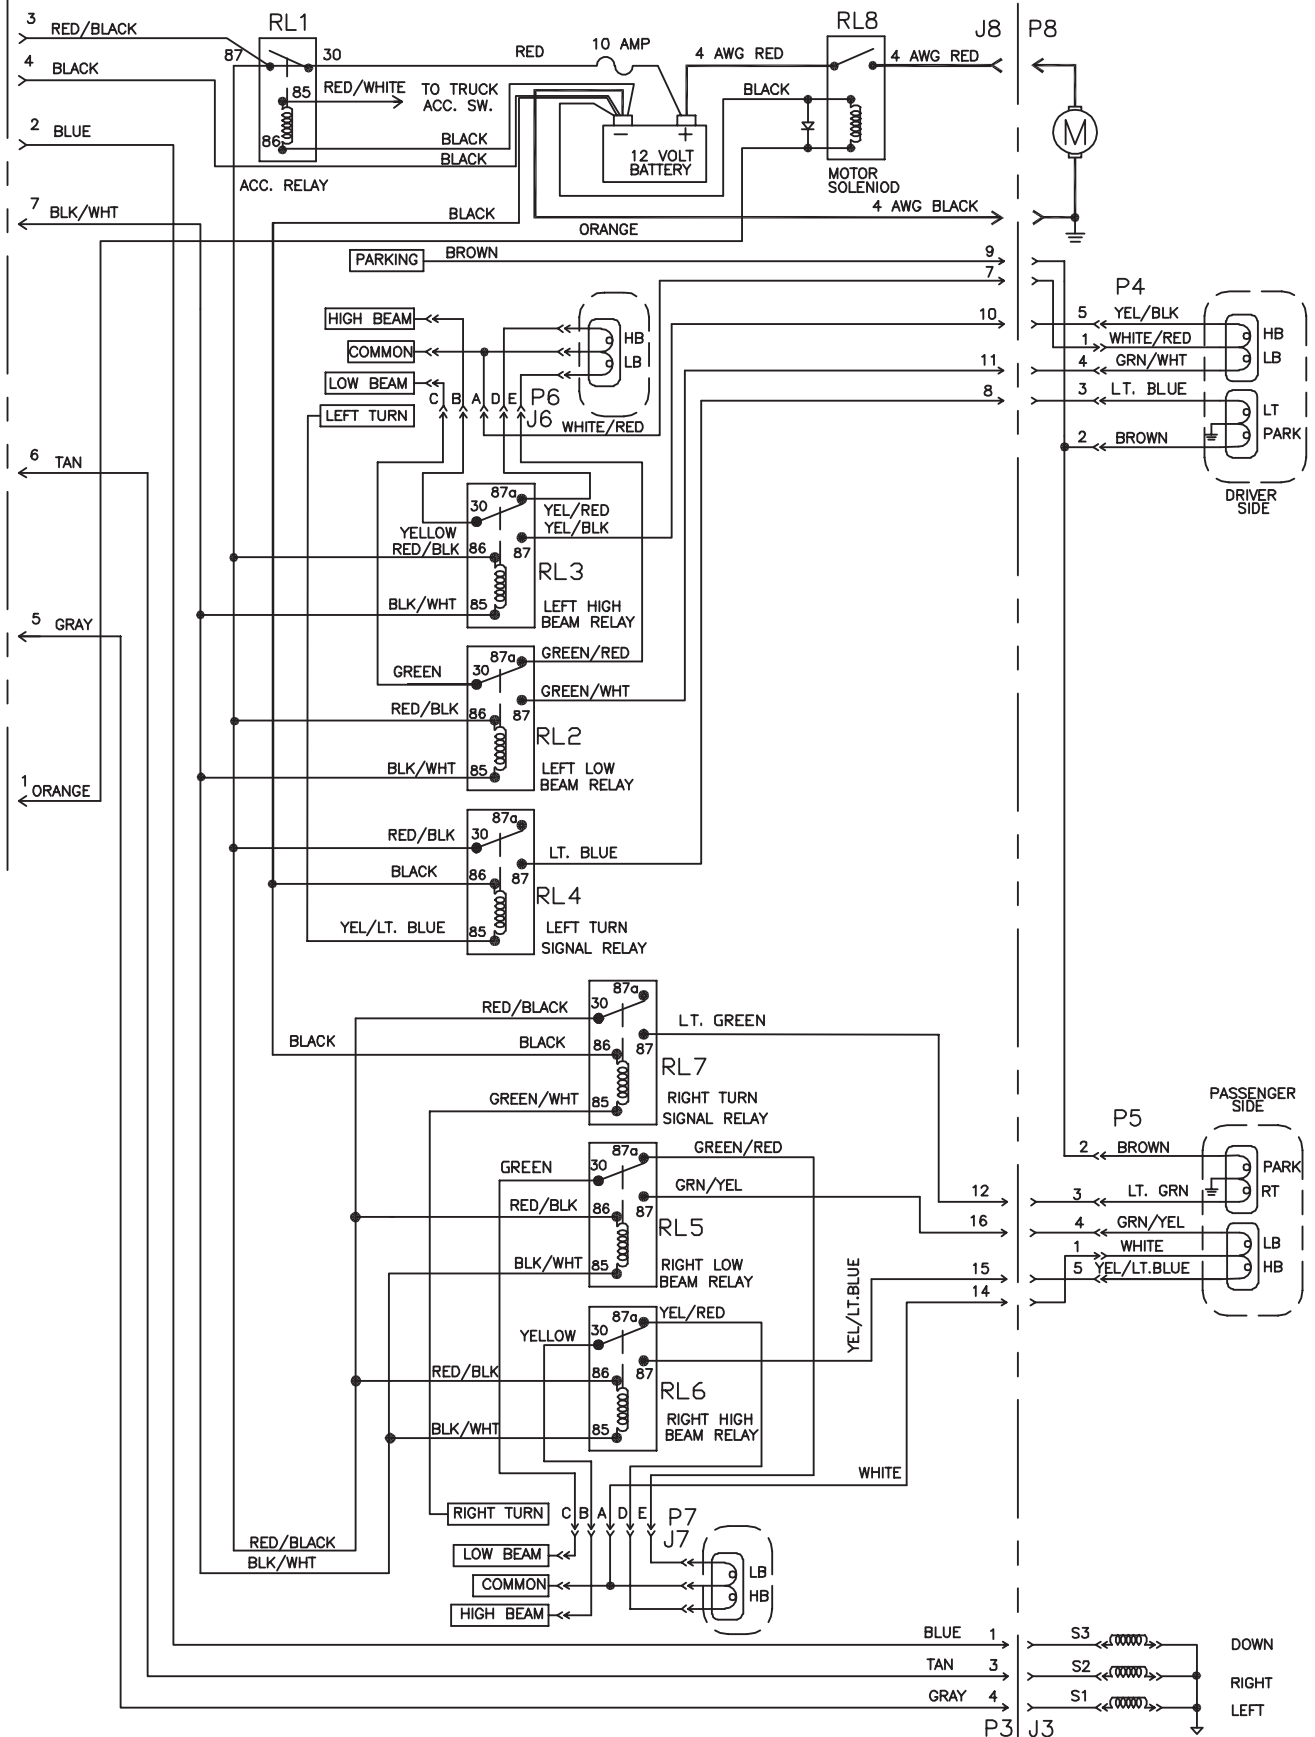 3 RED/BLACK
RL1
RL8
J8 P8
87 30
RED
10 AMP
4 AWG RED
4 AWG RED
4 BLACK
85 RED/WHITE
TO TRUCK
ACC. SW.
BLACK
2 BLUE
86
BLACK
BLACK
− +
12 VOLT
BATTERY
M
ACC. RELAY
MOTOR
SOLENIOD
7 BLK/WHT
BLACK
4 AWG BLACK
ORANGE
PARKING
BROWN
9
7
P4
HIGH BEAM
HB
10
5 YEL/BLK
HB
COMMON
LB
1 WHITE/RED
LB
11
4 GRN/WHT
LOW BEAM
C B A D E P6
8
3 LT. BLUE
LEFT TURN
J6
WHITE/RED
LT
2 BROWN
PARK
6 TAN
DRIVER
SIDE
87a
30
YEL/RED
YELLOW
YEL/BLK
RED/BLK 86 87
RL3
BLK/WHT 85
LEFT HIGH
BEAM RELAY
5 GRAY
87a GREEN/RED
GREEN 30
GREEN/WHT
RED/BLK 86 87
RL2
BLK/WHT 85
LEFT LOW
BEAM RELAY
1 ORANGE
87a
RED/BLK 30
LT. BLUE
BLACK 86 87
RL4
YEL/LT. BLUE 85
LEFT TURN
SIGNAL RELAY
87a
RED/BLACK 30
LT. GREEN
BLACK
BLACK 86 87
RL7
GREEN/WHT 85
RIGHT TURN
SIGNAL RELAY
PASSENGER
SIDE
P5
87a GREEN/RED
2 BROWN
GREEN 30
PARK
GRN/YEL
12
3 LT. GRN
RT
RED/BLK 86 87
RL5
16
4 GRN/YEL
1 WHITE
LB
BLK/WHT 85
RIGHT LOW
BEAM RELAY
15
5 YEL/LT.BLUE
HB
14
YEL/LT.BLUE
87a YEL/RED
YELLOW 30
RED/BLK 86 87
RL6
BLK/WHT 85
RIGHT HIGH
BEAM RELAY
WHITE
RIGHT TURN
C B A D E P7
J7
RED/BLACK
LOW BEAM
BLK/WHT
LB
COMMON
HB
HIGH BEAM
BLUE 1
S3
DOWN
TAN 3
S2
RIGHT
GRAY 4
S1
LEFT
P3 J3